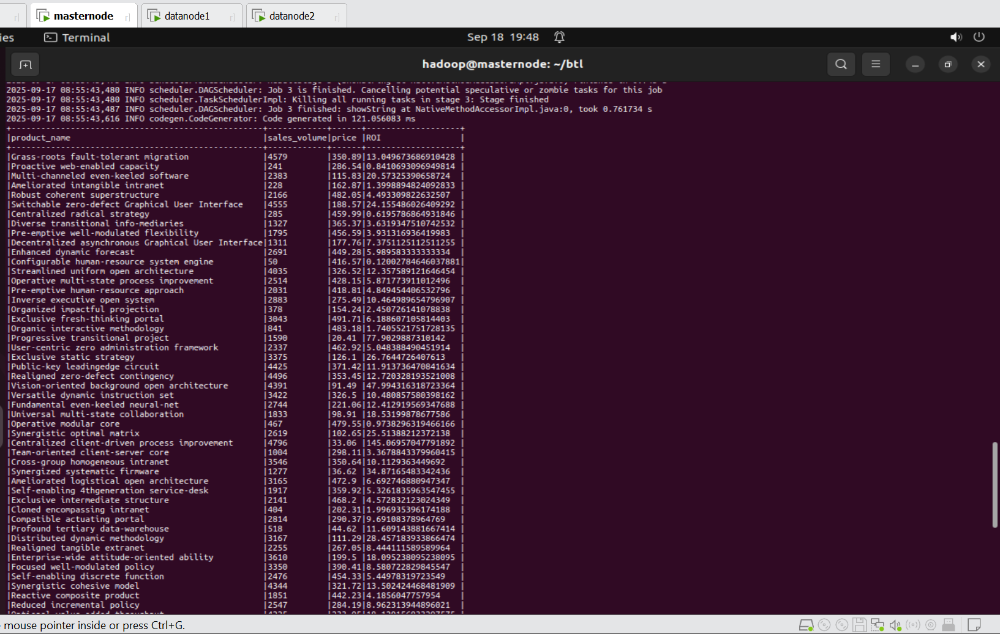 masternode
datanode1
datanode2
ies Terminal Sep 18 19:48
hadoop@masternode: ~/btl
2025-09-17 08:55:43,480 INFO scheduler.DAGScheduler: Job 3 is finished. Cancelling potential speculative or zombie tasks for this job
2025-09-17 08:55:43,480 INFO scheduler.TaskSchedulerImpl: Killing all running tasks in stage 3: Stage finished
2025-09-17 08:55:43,487 INFO scheduler.DAGScheduler: Job 3 finished: showString at NativeMethodAccessorImpl.java:0, took 0.761734 s
2025-09-17 08:55:43,616 INFO codegen.CodeGenerator: Code generated in 121.056083 ms
|product_name |sales_volume|price |ROI |
|Grass-roots fault-tolerant migration |4579 |350.89|13.049673686910428 |
|Proactive web-enabled capacity |241 |286.54|0.8410693096949814 |
|Multi-channeled even-keeled software |2383 |115.83|20.57325390658724 |
|Ameliorated intangible intranet |228 |162.87|1.3998894824092833 |
|Robust coherent superstructure |2166 |482.05|4.493309822632507 |
|Switchable zero-defect Graphical User Interface |4555 |188.57|24.155486026409292 |
|Centralized radical strategy |285 |459.99|0.6195786864931846 |
|Diverse transitional info-mediaries |1327 |365.37|3.6319347510742532 |
|Pre-emptive well-modulated flexibility |1795 |456.59|3.931316936419983 |
|Decentralized asynchronous Graphical User Interface|1311 |177.76|7.3751125112511255 |
|Enhanced dynamic forecast |2691 |449.28|5.989583333333334 |
|Configurable human-resource system engine |50 |416.57|0.12002784646037881|
|Streamlined uniform open architecture |4035 |326.52|12.357589121646454 |
|Operative multi-state process improvement |2514 |428.15|5.871773911012496 |
|Pre-emptive human-resource approach |2031 |418.81|4.849454406532796 |
|Inverse executive open system |2883 |275.49|10.464989654796907 |
|Organized impactful projection |378 |154.24|2.450726141078838 |
|Exclusive fresh-thinking portal |3043 |491.71|6.188607105814403 |
|Organic interactive methodology |841 |483.18|1.7405521751728135 |
|Progressive transitional project |1590 |20.41 |77.9029887310142 |
|User-centric zero administration framework |2337 |462.92|5.048388490451914 |
|Exclusive static strategy |3375 |126.1 |26.7644726407613 |
|Public-key leadingedge circuit |4425 |371.42|11.913736470841634 |
|Realigned zero-defect contingency |4496 |353.45|12.720328193521008 |
|Vision-oriented background open architecture |4391 |91.49 |47.994316318723364 |
|Versatile dynamic instruction set |3422 |326.5 |10.480857580398162 |
|Fundamental even-keeled neural-net |2744 |221.06|12.412919569347688 |
|Universal multi-state collaboration |1833 |98.91 |18.53199878677586 |
|Operative modular core |467 |479.55|0.9738296319466166 |
|Synergistic optimal matrix |2619 |102.65|25.51388212372138 |
|Centralized client-driven process improvement |4796 |33.06 |145.06957047791892 |
|Team-oriented client-server core |1004 |298.11|3.3678843379960415 |
|Cross-group homogeneous intranet |3546 |350.64|10.1129363449692 |
|Synergized systematic firmware |1277 |36.62 |34.87165483342436 |
|Ameliorated logistical open architecture |3165 |472.9 |6.692746880947347 |
|Self-enabling 4thgeneration service-desk |1917 |359.92|5.3261835963547455 |
|Exclusive intermediate structure |2141 |468.2 |4.572832123024349 |
|Cloned encompassing intranet |404 |202.31|1.996935396174188 |
|Compatible actuating portal |2814 |290.37|9.69108378964769 |
|Profound tertiary data-warehouse |518 |44.62 |11.609143881667414 |
|Distributed dynamic methodology |3167 |111.29|28.457183933866474 |
|Realigned tangible extranet |2255 |267.05|8.444111589589964 |
|Enterprise-wide attitude-oriented ability |3610 |199.5 |18.095238095238095 |
|Focused well-modulated policy |3350 |390.41|8.580722829845547 |
|Self-enabling discrete function |2476 |454.33|5.44978319723549 |
|Synergistic cohesive model |4344 |321.72|13.502424468481909 |
|Reactive composite product |1851 |442.23|4.1856047757954 |
|Reduced incremental policy |2547 |284.19|8.962313944896021 |
mouse pointer inside or press Ctrl+G.